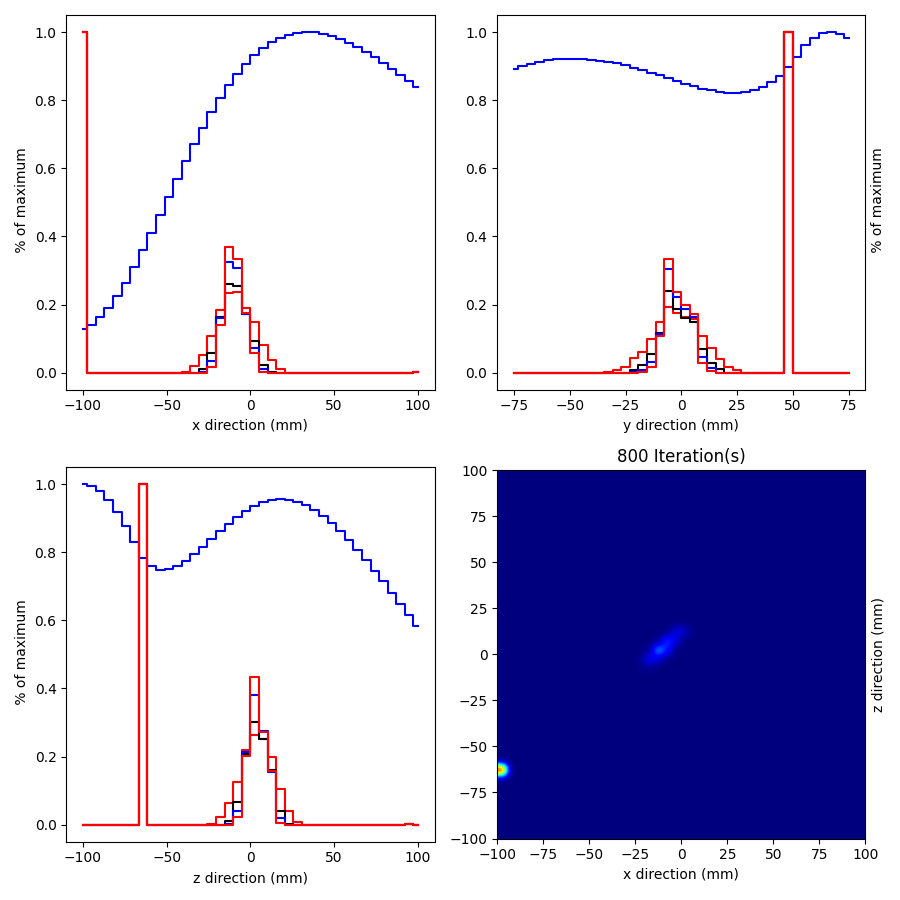 1.0
0.8
0.6
0.4
0.2
0.0
% of maximum
−100 −50 0 50 100
x direction (mm)
1.0
0.8
0.6
0.4
0.2
0.0
% of maximum
−75 −50 −25 0 25 50 75
y direction (mm)
1.0
0.8
0.6
0.4
0.2
0.0
% of maximum
−100 −50 0 50 100
z direction (mm)
800 Iteration(s)
100
75
50
25
0
−25
−50
−75
−100
z direction (mm)
−100 −75 −50 −25 0 25 50 75 100
x direction (mm)